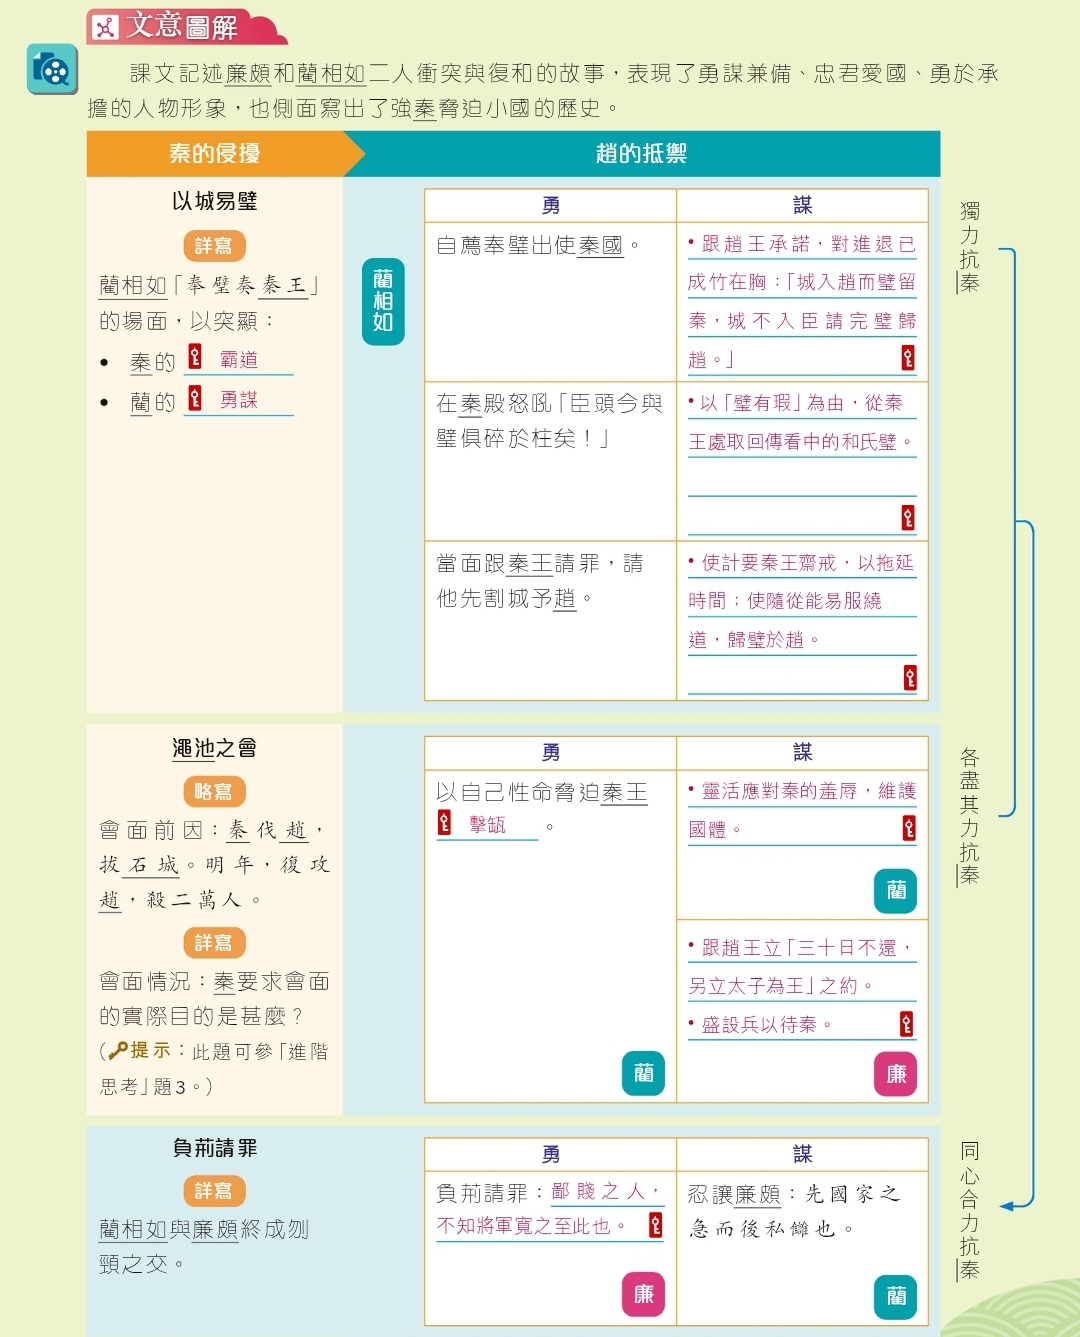 文意圖解
課文記述廉頗和藺相如二人衝突與復和的故事，表現了勇謀兼備、忠君愛國、勇於承
擔的人物形象，也側面寫出了強秦脅迫小國的歷史。
秦的侵擾
趙的抵禦
以城易璧
詳寫
藺相如「奉璧奏秦王」
的場面，以突顯：
• 秦的 霸道
• 藺的 勇謀
藺相如
勇
謀
自薦奉璧出使秦國。
• 跟趙王承諾，對進退已
成竹在胸：「城入趙而璧留
秦，城不入臣請完璧歸
趙。」
在秦殿怒吼「臣頭今與
璧俱碎於柱矣！」
• 以「璧有瑕」為由，從秦
王處取回傳看中的和氏璧。
當面跟秦王請罪，請
他先割城予趙。
• 使計要秦王齋戒，以拖延
時間；使隨從能易服繞
道，歸璧於趙。
獨力抗秦
澠池之會
略寫
會面前因：秦伐趙，
拔石城。明年，復攻
趙，殺二萬人。
詳寫
會面情況：秦要求會面
的實際目的是甚麼？
（提示：此題可參「進階
思考」題3。）
勇
謀
以自己性命脅迫秦王
擊缻。
藺
• 靈活應對秦的羞辱，維護
國體。
藺
• 跟趙王立「三十日不還，
另立太子為王」之約。
• 盛設兵以待秦。
廉
各盡其力抗秦
負荊請罪
詳寫
藺相如與廉頗終成刎
頸之交。
勇
謀
負荊請罪：鄙賤之人，
不知將軍寬之至此也。
廉
忍讓廉頗：先國家之
急而後私讎也。
藺
同心合力抗秦